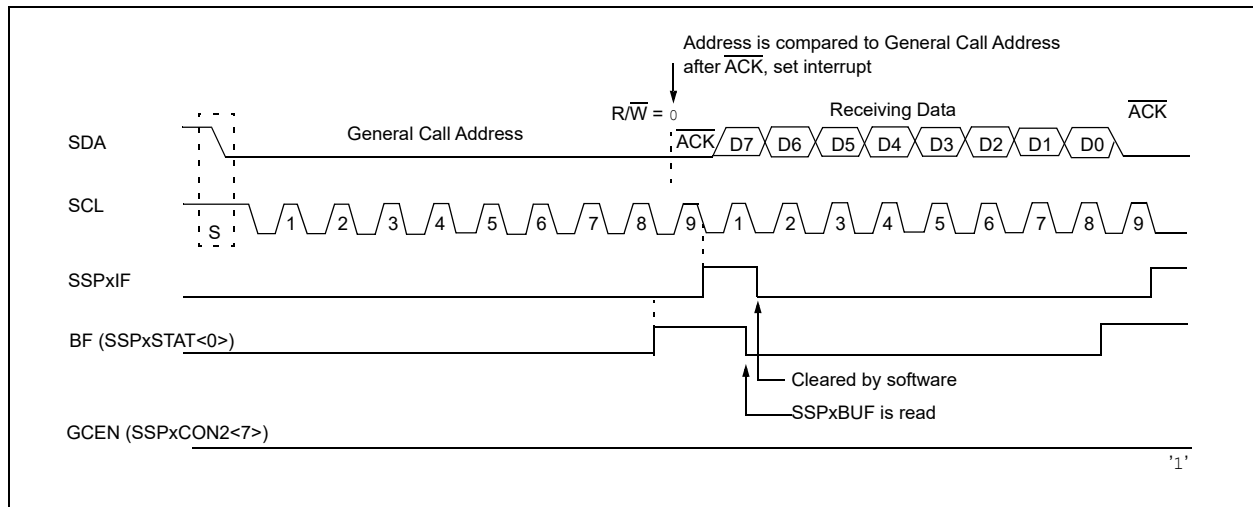 Address is compared to General Call Address
after ACK, set interrupt
R/W = 0
Receiving Data
ACK
SDA
General Call Address
ACK
D7 D6 D5 D4 D3 D2 D1 D0
SCL
S
1 2 3 4 5 6 7 8 9 1 2 3 4 5 6 7 8 9
SSPxIF
BF (SSPxSTAT<0>)
Cleared by software
SSPxBUF is read
GCEN (SSPxCON2<7>)
'1'